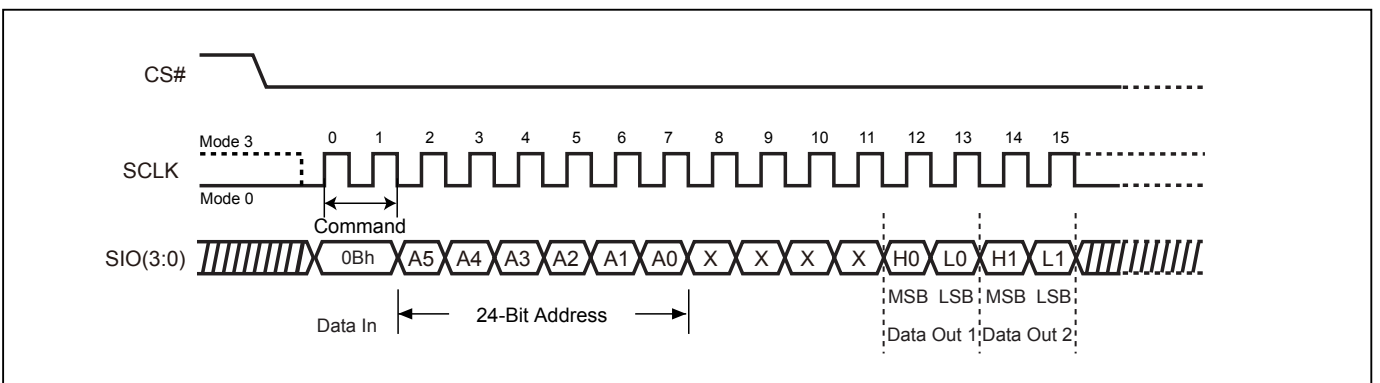 CS#
Mode 3
0 1 2 3 4 5 6 7 8 9 10 11 12 13 14 15
SCLK
Mode 0
Command
SIO(3:0)
0Bh A5 A4 A3 A2 A1 A0 X X X X H0 L0 H1 L1
MSB LSB MSB LSB
24-Bit Address
Data In
Data Out 1 Data Out 2